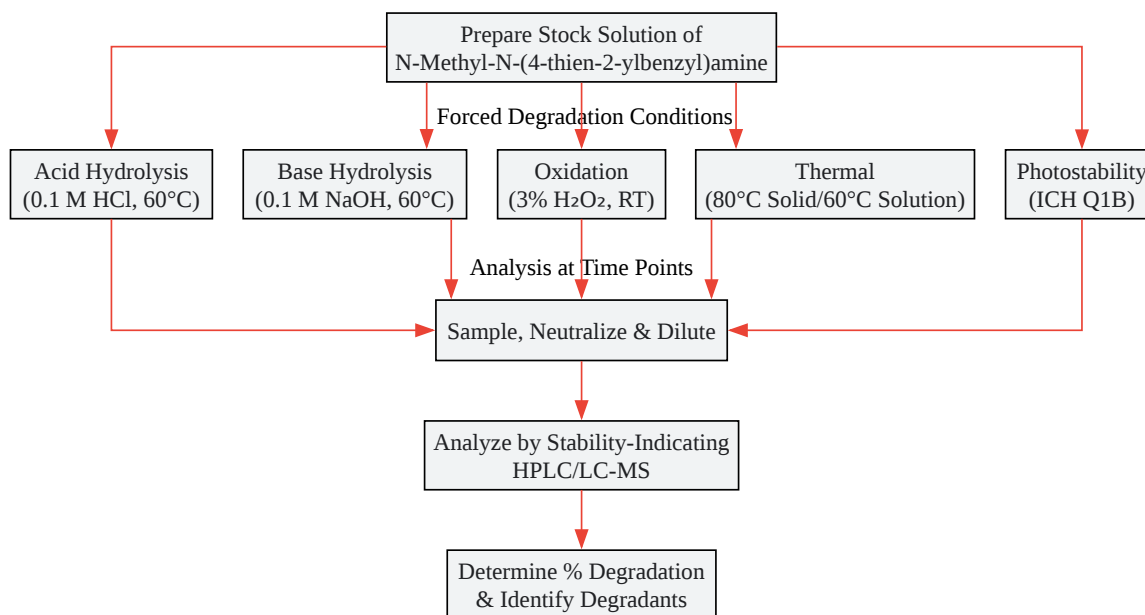 Prepare Stock Solution of
N-Methyl-N-(4-thien-2-ylbenzyl)amine
Forced Degradation Conditions
Acid Hydrolysis
(0.1 M HCl, 60°C)
Base Hydrolysis
(0.1 M NaOH, 60°C)
Oxidation
(3% H₂O₂, RT)
Thermal
(80°C Solid/60°C Solution)
Photostability
(ICH Q1B)
Analysis at Time Points
Sample, Neutralize & Dilute
Analyze by Stability-Indicating
HPLC/LC-MS
Determine % Degradation
& Identify Degradants